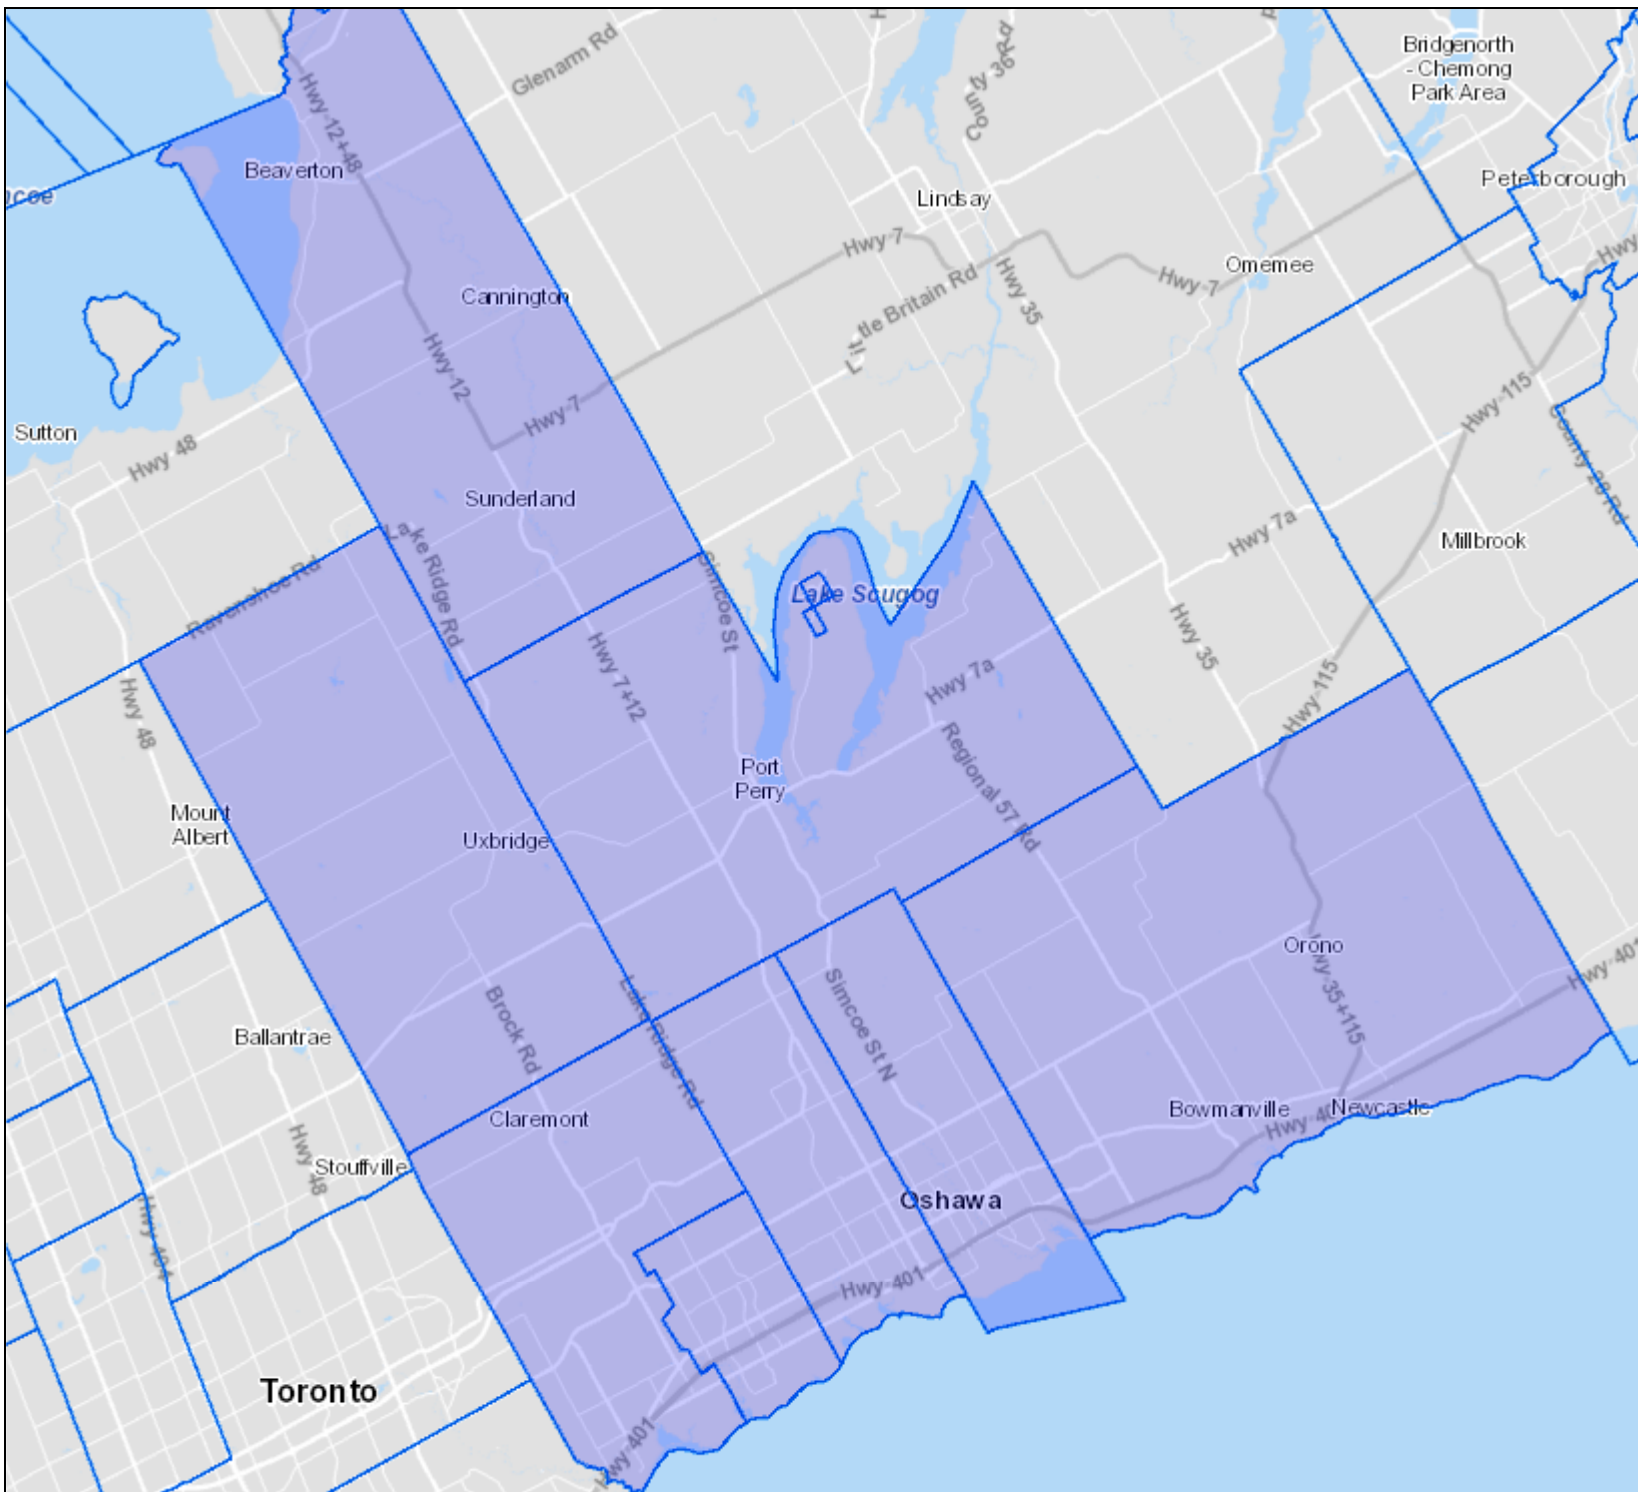 Bridgenorth
- Chemong
Park Area
Glenarm Rd
County 36 Rd
Hwy-12+48
Beaverton
Peterborough
Lindsay
Hwy-7
Little Britain Rd
Hwy 35
Omemee
Hwy-7
Cannington
Hwy-12
Hwy-7
Hwy-115
County 28 Rd
Sutton
Hwy 48
Sunderland
Lake Ridge Rd
Ravenshoe Rd
Simcoe St
Hwy 7a
Millbrook
Lake Scugog
Hwy 7+12
Hwy 7a
Hwy 35
Hwy-115
Hwy 48
Port
Perry
Regional 57 Rd
Mount
Albert
Uxbridge
Orono
Hwy-35+115
Hwy-401
Brock Rd
Lake Ridge Rd
Simcoe St N
Ballantrae
Claremont
Bowmanville
Newcastle
Hwy-401
Hwy 48
Stouffville
Oshawa
Hwy-404
Hwy-401
Toronto
Hwy-401